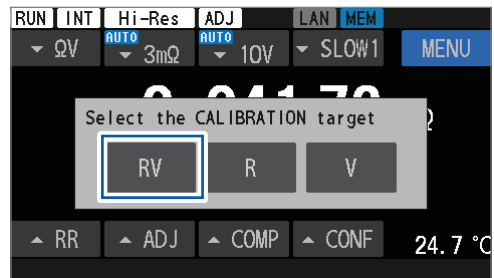 RUN INT Hi-Res ADJ LAN MEM
ΩV AUTO 3mΩ AUTO 10V SLOW1 MENU
Select the CALIBRATION target
RV R V
RR ADJ COMP CONF 24.7 °C